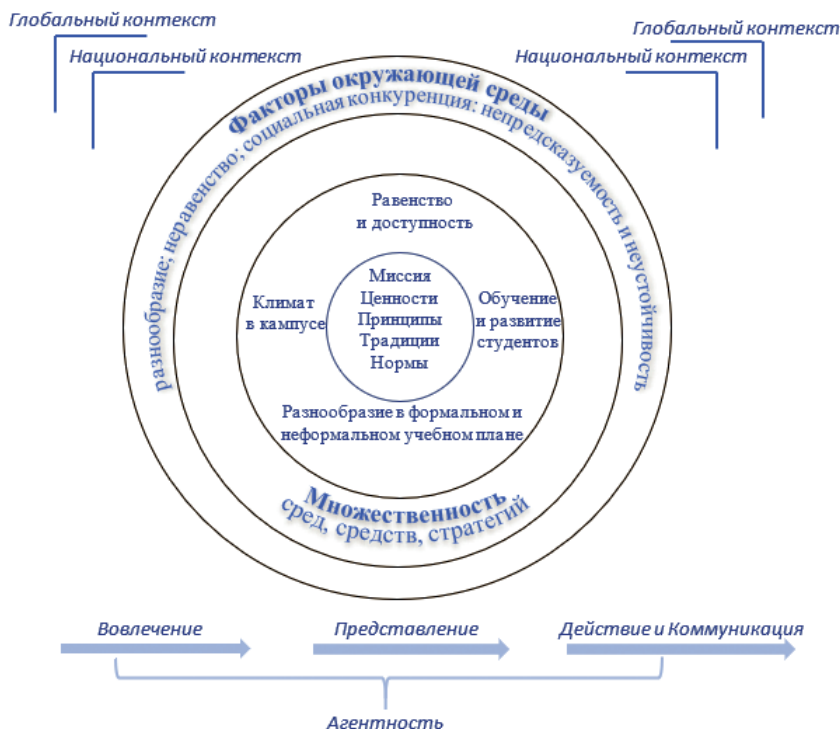 Глобальный контекст
Национальный контекст
Глобальный контекст
Национальный контекст
Факторы окружающей среды
Разнообразие; неравенство; социальная конкуренция: непредсказуемость и неустойчивость
Равенство
и доступность
Климат
в кампусе
Миссия
Ценности
Принципы
Традиции
Нормы
Обучение
и развитие
студентов
Разнообразие в формальном и
неформальном учебном плане
Множественность
сред, средств, стратегий
Вовлечение
Представление
Действие и Коммуникация
Агентность